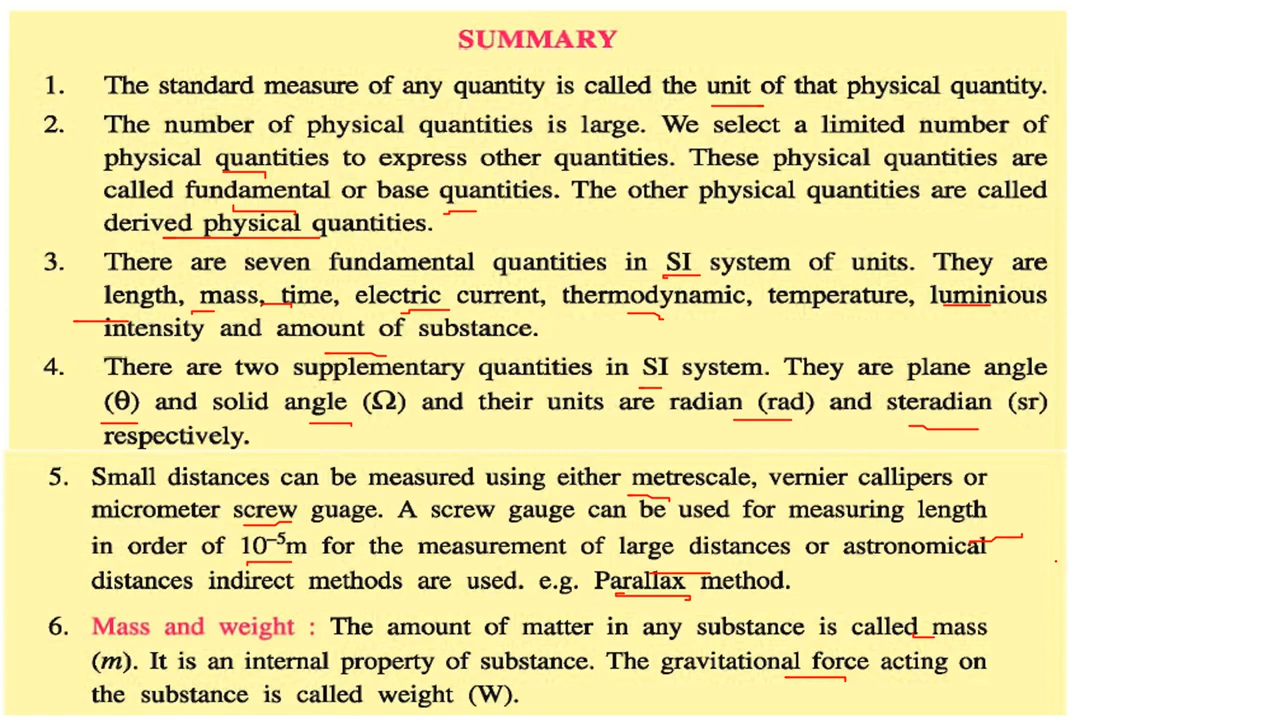 SUMMARY
1. The standard measure of any quantity is called the unit of that physical quantity.
2. The number of physical quantities is large. We select a limited number of
physical quantities to express other quantities. These physical quantities are
called fundamental or base quantities. The other physical quantities are called
derived physical quantities.
3. There are seven fundamental quantities in SI system of units. They are
length, mass, time, electric current, thermodynamic, temperature, luminious
intensity and amount of substance.
4. There are two supplementary quantities in SI system. They are plane angle
(θ) and solid angle (Ω) and their units are radian (rad) and steradian (sr)
respectively.
5. Small distances can be measured using either metrescale, vernier callipers or
micrometer screw guage. A screw gauge can be used for measuring length
in order of 10⁻⁵m for the measurement of large distances or astronomical
distances indirect methods are used. e.g. Parallax method.
6. Mass and weight : The amount of matter in any substance is called mass
(m). It is an internal property of substance. The gravitational force acting on
the substance is called weight (W).